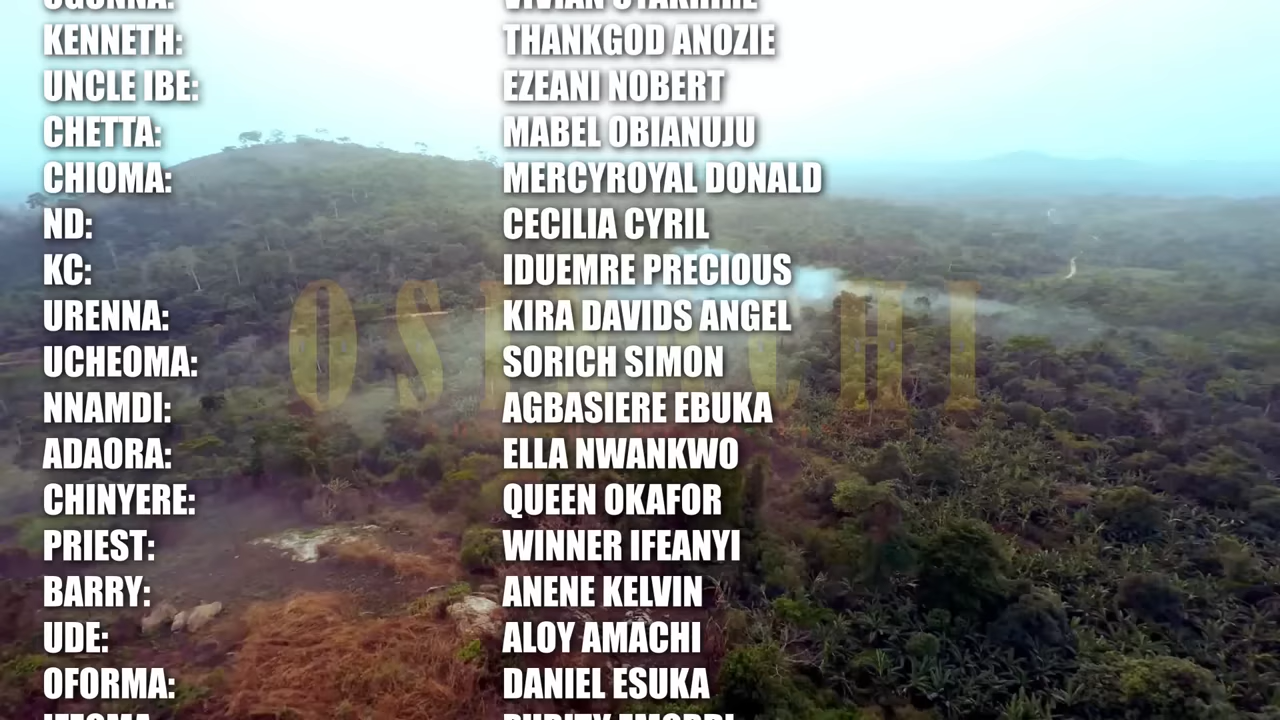 KENNETH: THANKGOD ANOZIE
UNCLE IBE: EZEANI NOBERT
CHETTA: MABEL OBIANUJU
CHIOMA: MERCYROYAL DONALD
ND: CECILIA CYRIL
KC: IDUEMRE PRECIOUS
URENNA: KIRA DAVIDS ANGEL
UCHEOMA: SORICH SIMON
NNAMDI: AGBASIERE EBUKA
ADAORA: ELLA NWANKWO
CHINYERE: QUEEN OKAFOR
PRIEST: WINNER IFEANYI
BARRY: ANENE KELVIN
UDE: ALOY AMACHI
OFORMA: DANIEL ESUKA